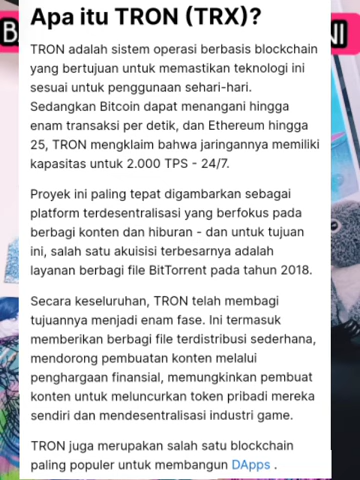 Apa itu TRON (TRX)?
TRON adalah sistem operasi berbasis blockchain
yang bertujuan untuk memastikan teknologi ini
sesuai untuk penggunaan sehari-hari.
Sedangkan Bitcoin dapat menangani hingga
enam transaksi per detik, dan Ethereum hingga
25, TRON mengklaim bahwa jaringannya memiliki
kapasitas untuk 2.000 TPS - 24/7.
Proyek ini paling tepat digambarkan sebagai
platform terdesentralisasi yang berfokus pada
berbagi konten dan hiburan - dan untuk tujuan
ini, salah satu akuisisi terbesarnya adalah
layanan berbagi file BitTorrent pada tahun 2018.
Secara keseluruhan, TRON telah membagi
tujuannya menjadi enam fase. Ini termasuk
memberikan berbagi file terdistribusi sederhana,
mendorong pembuatan konten melalui
penghargaan finansial, memungkinkan pembuat
konten untuk meluncurkan token pribadi mereka
sendiri dan mendesentralisasi industri game.
TRON juga merupakan salah satu blockchain
paling populer untuk membangun DApps .